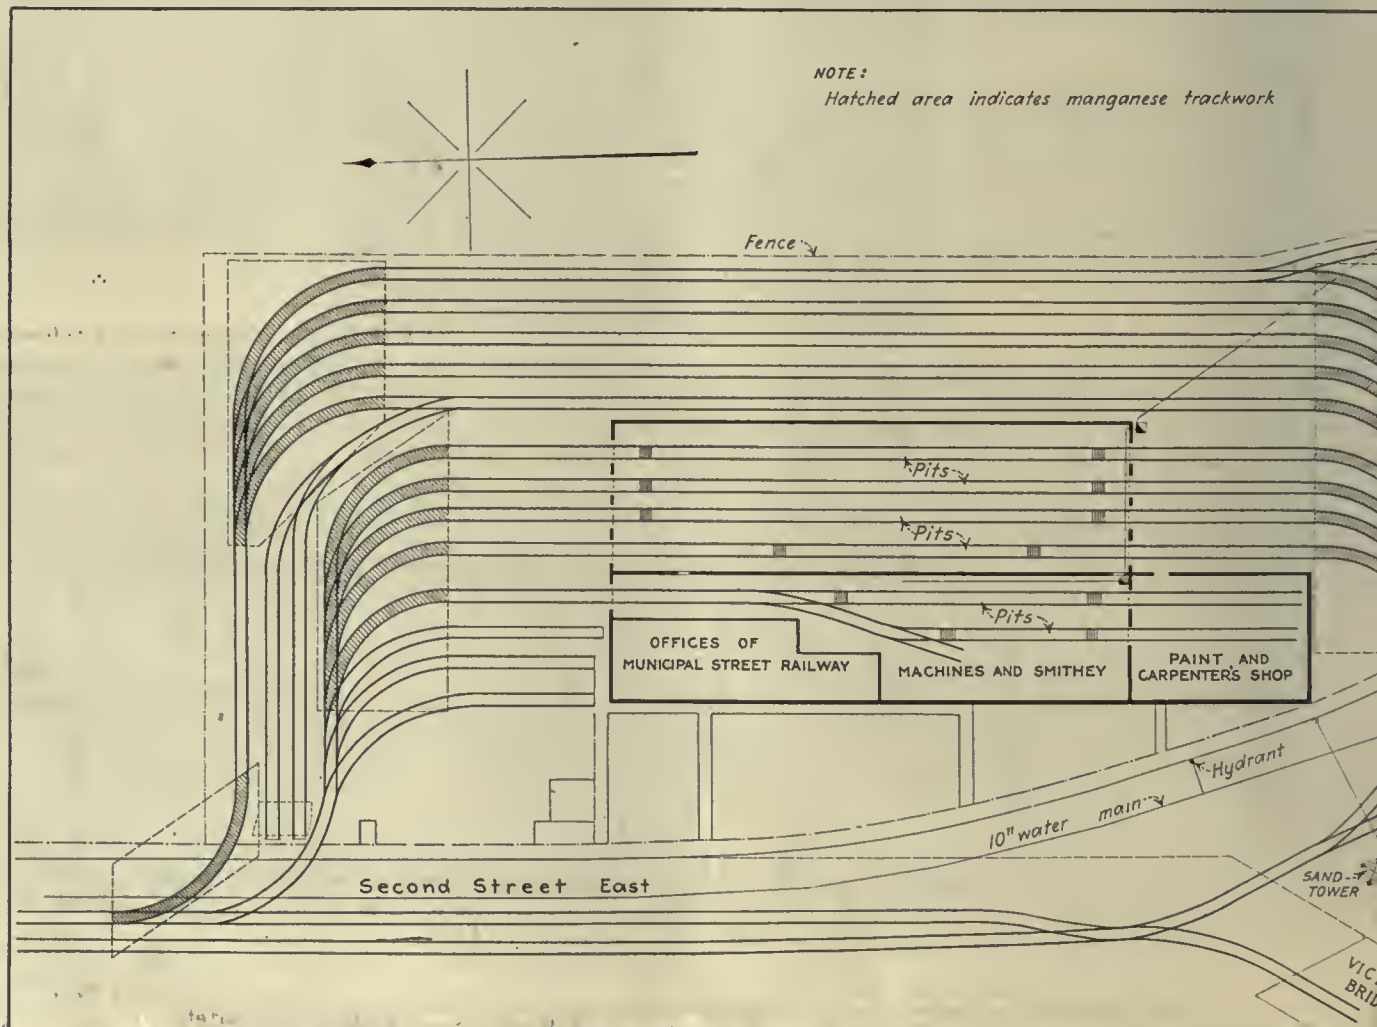 NOTE:
Hatched area indicates manganese trackwork
Fence
Pits
Pits
Pits
OFFICES OF
MUNICIPAL STREET RAILWAY
MACHINES AND SMITHEY
PAINT AND
CARPENTER'S SHOP
Hydrant
10" water main
Second Street East
SAND-
TOWER